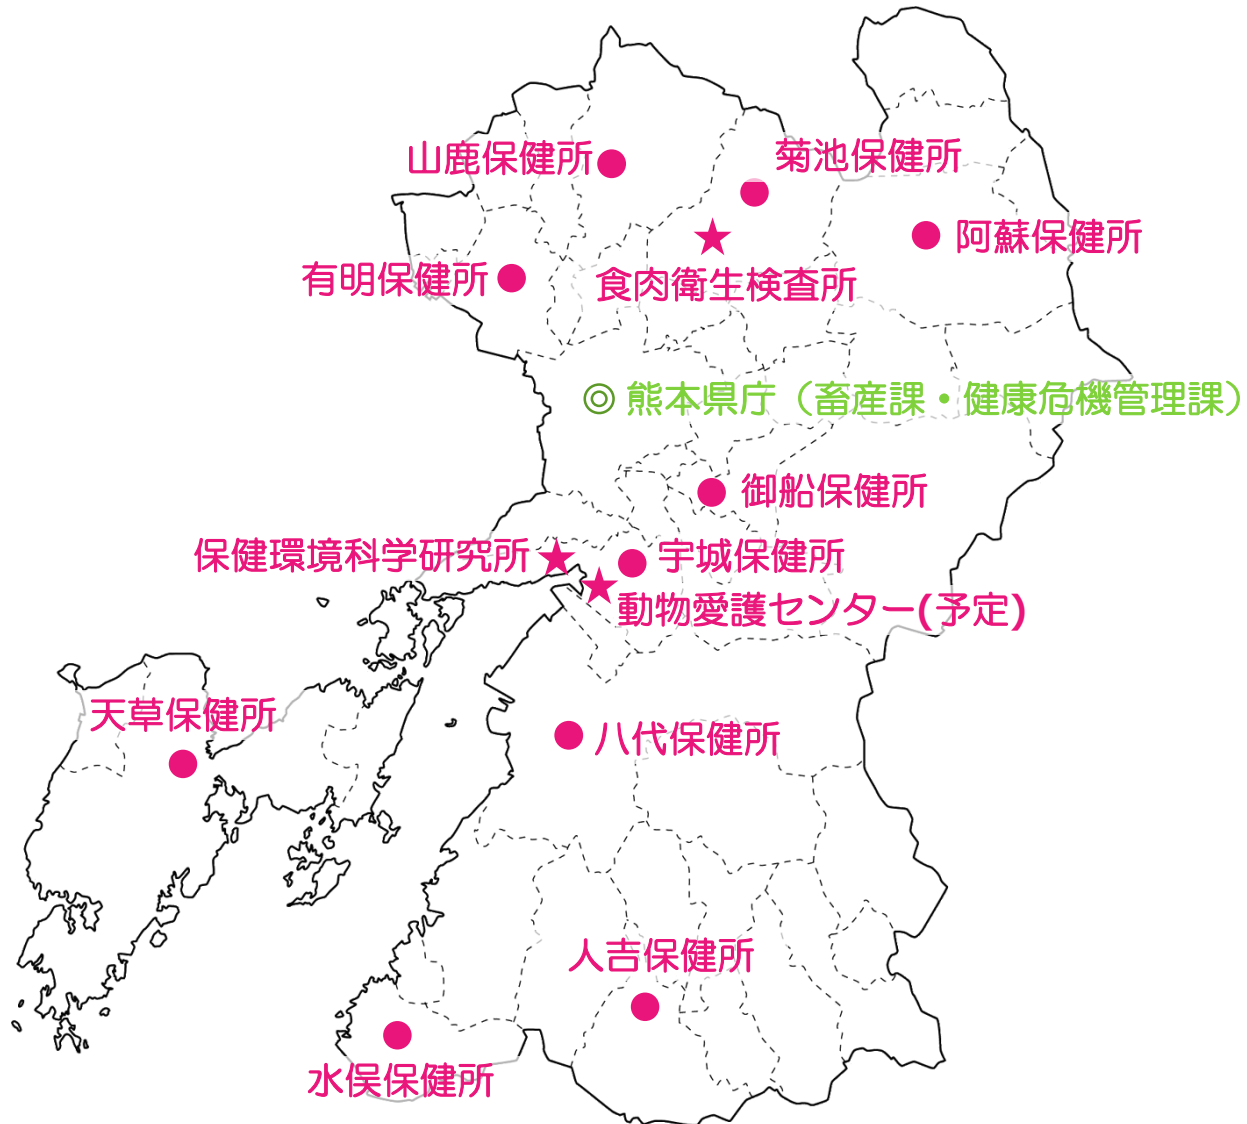 山鹿保健所
菊池保健所
阿蘇保健所
有明保健所
食肉衛生検査所
熊本県庁（畜産課・健康危機管理課）
御船保健所
保健環境科学研究所
宇城保健所
動物愛護センター(予定)
天草保健所
八代保健所
人吉保健所
水俣保健所